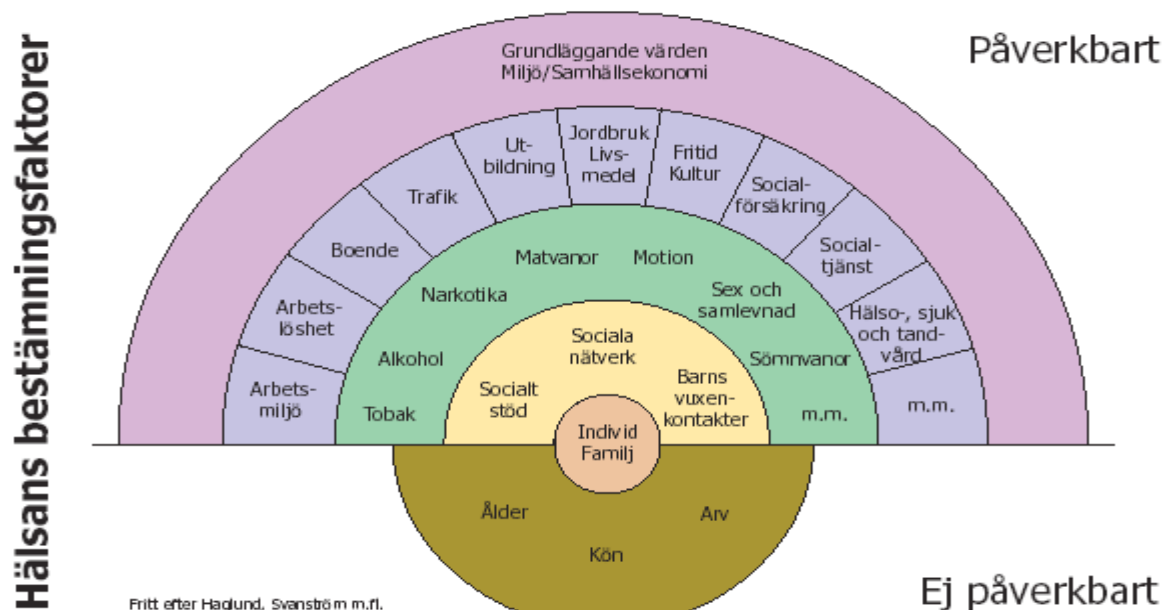 Hälsans bestämningsfaktorer
Påverkbart
Grundläggande värden
Miljö/Samhällsekonomi
Arbets-
miljö
Arbets-
löshet
Boende
Trafik
Ut-
bildning
Jordbruk
Livs-
medel
Fritid
Kultur
Social-
försäkring
Social-
tjänst
Hälso-, sjuk
och tand-
vård
m.m.
Tobak
Alkohol
Narkotika
Matvanor
Motion
Sex och
samlevnad
Sömnvanor
m.m.
Socialt
stöd
Sociala
nätverk
Barns
vuxen-
kontakter
Individ
Familj
Ålder
Kön
Arv
Ej påverkbart
Fritt efter Haglund, Svanström m.fl.